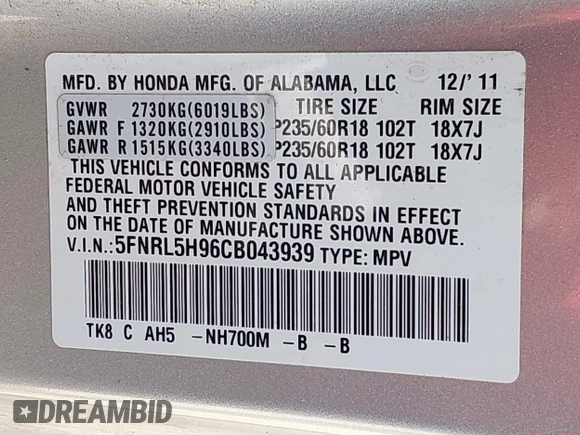 MFD. BY HONDA MFG. OF ALABAMA, LLC 12/'11
GVWR 2730KG(6019LBS) TIRE SIZE RIM SIZE
GAWR F 1320KG(2910LBS) P235/60R18 102T 18X7J
GAWR R 1515KG(3340LBS) P235/60R18 102T 18X7J
THIS VEHICLE CONFORMS TO ALL APPLICABLE
FEDERAL MOTOR VEHICLE SAFETY
AND THEFT PREVENTION STANDARDS IN EFFECT
ON THE DATE OF MANUFACTURE SHOWN ABOVE.
V.I.N.:5FNRL5H96CB043939 TYPE: MPV
TK8 C AH5 -NH700M -B -B
DREAMBID